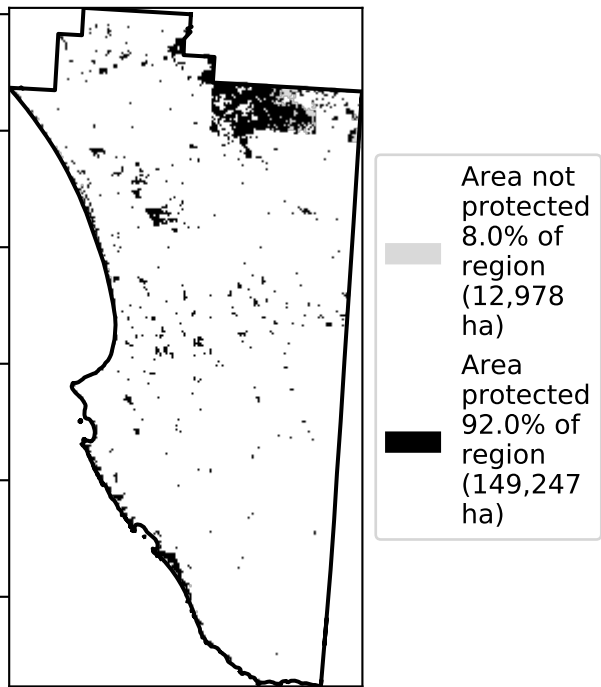 Area not
protected
8.0% of
region
(12,978
ha)
Area
protected
92.0% of
region
(149,247
ha)